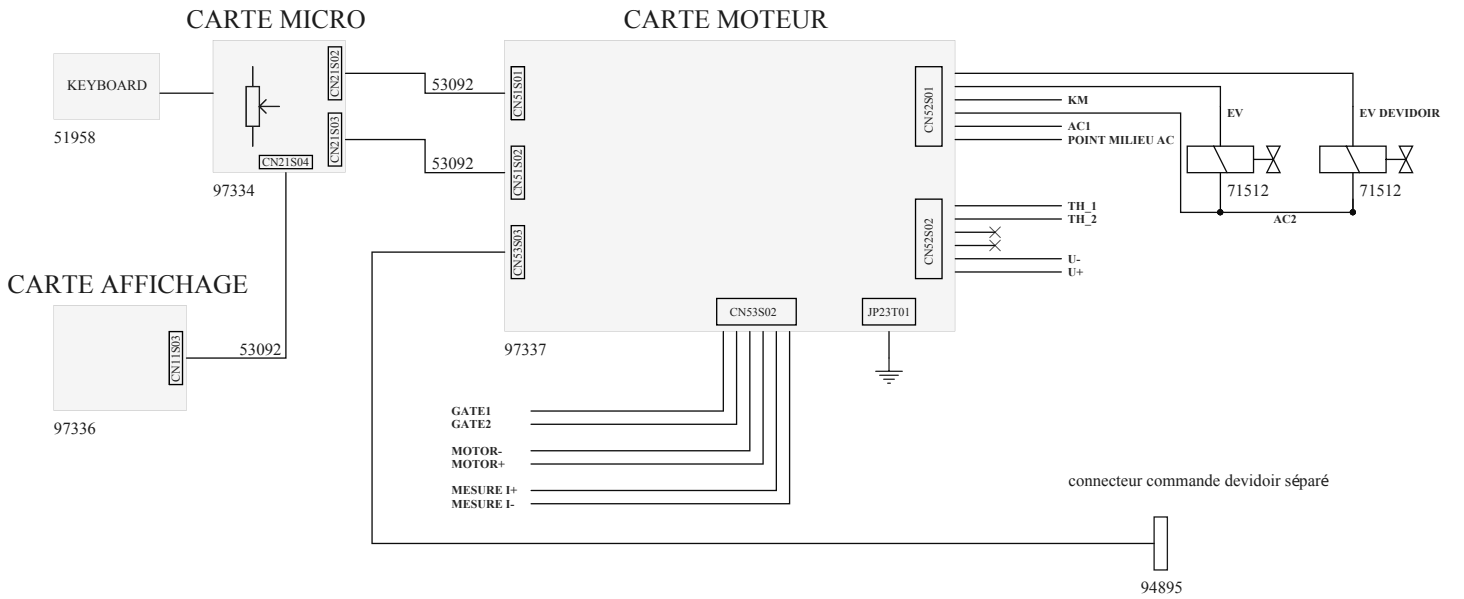 CARTE MICRO
CARTE MOTEUR
KEYBOARD
51958
CN21S02
CN21S03
CN21S04
97334
53092
53092
CN51S01
CN51S02
CN53S03
CN52S01
KM
AC1
POINT MILIEU AC
EV
EV DEVIDOIR
71512
71512
AC2
CN52S02
TH_1
TH_2
U-
U+
CARTE AFFICHAGE
CN11S03
53092
97336
CN53S02
JP23T01
97337
GATE1
GATE2
MOTOR-
MOTOR+
MESURE I+
MESURE I-
connecteur commande devidoir séparé
94895